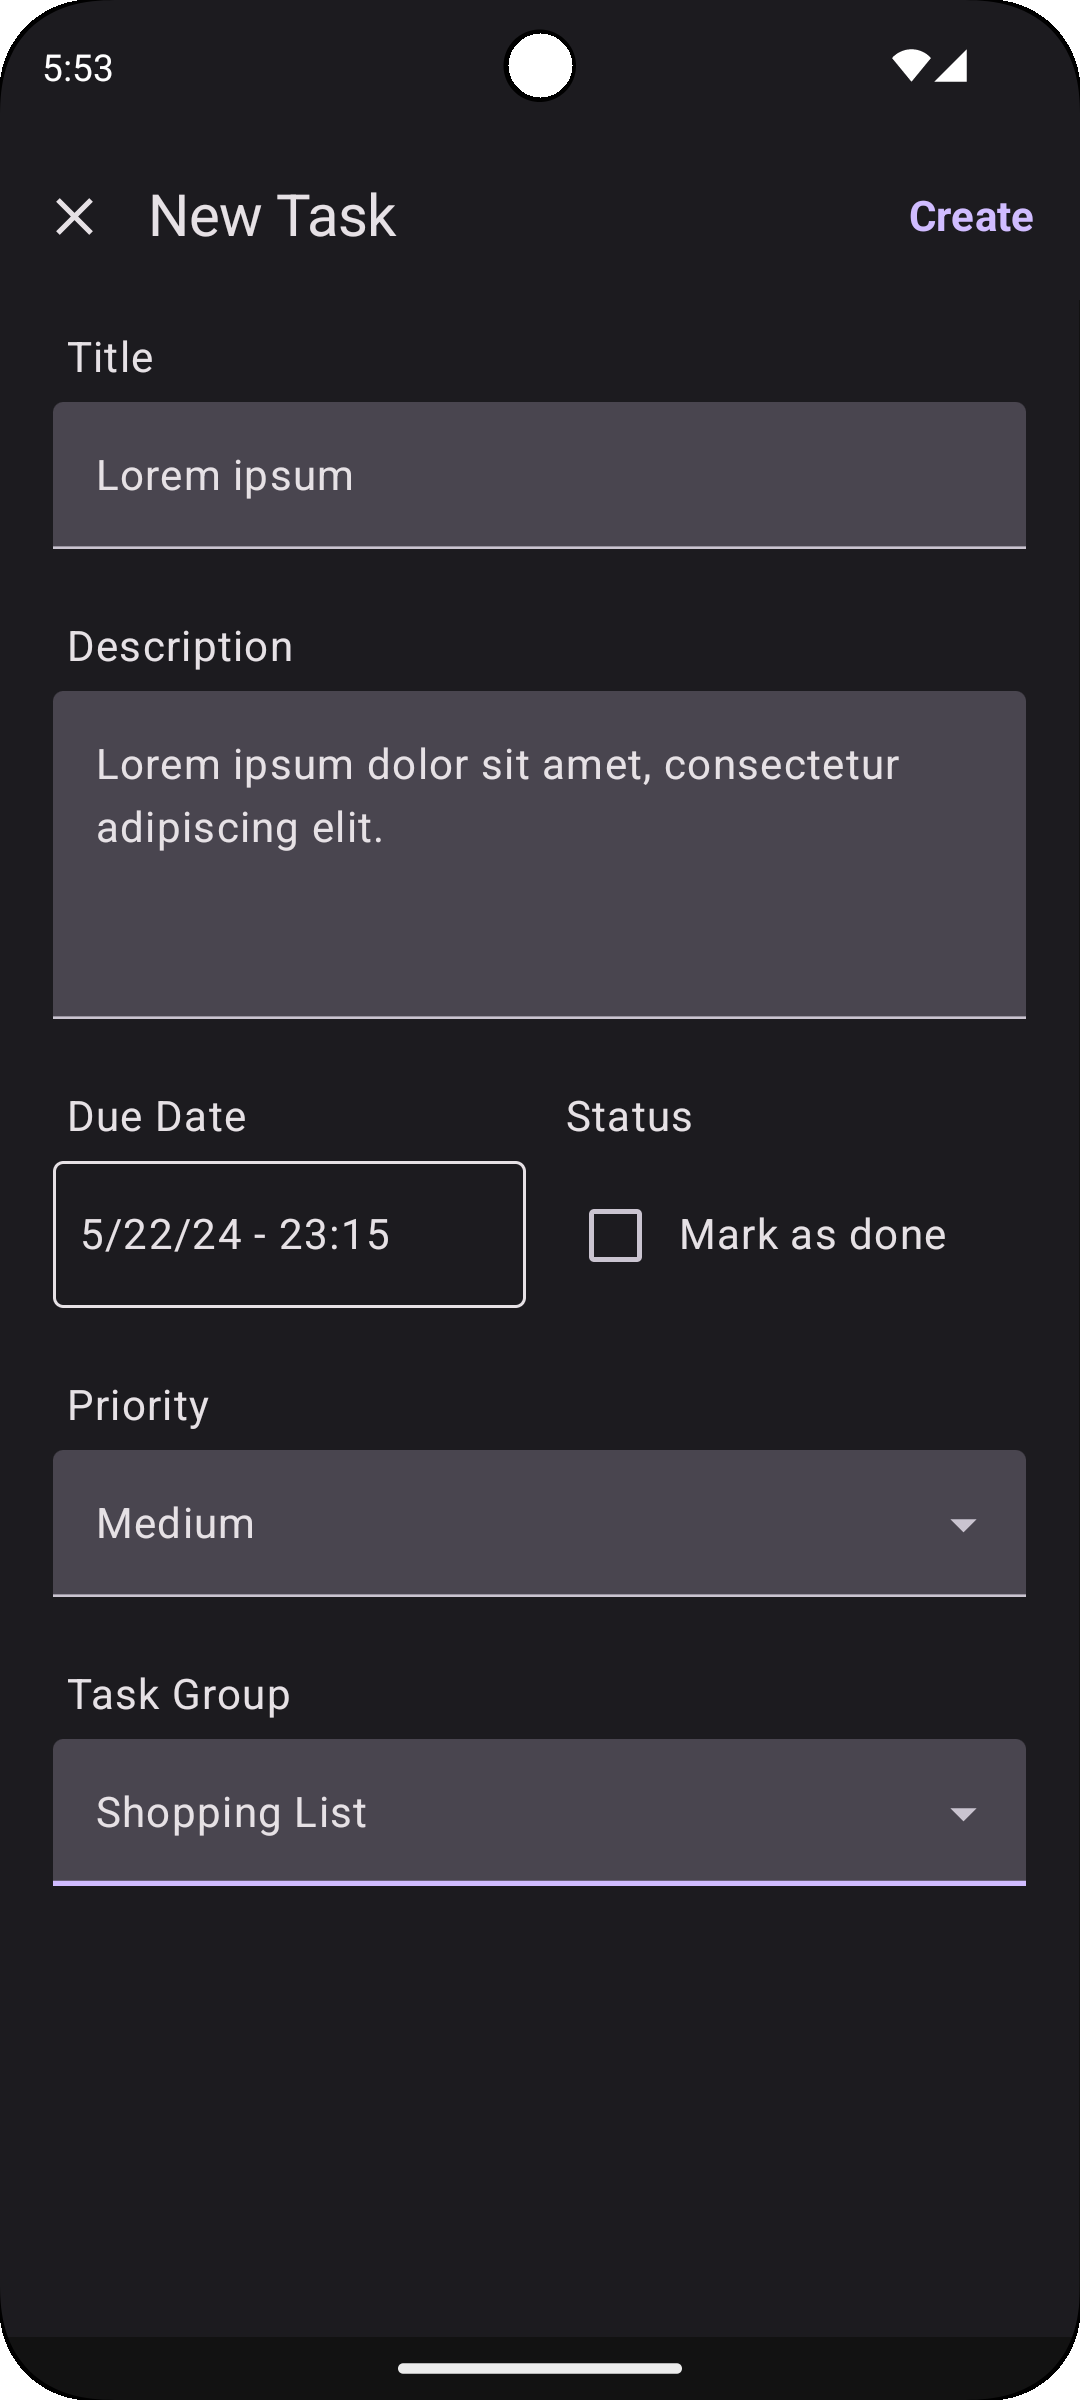 5:53
New Task
Create
Title
Lorem ipsum
Description
Lorem ipsum dolor sit amet, consectetur
adipiscing elit.
Due Date
Status
5/22/24 - 23:15
Mark as done
Priority
Medium
Task Group
Shopping List